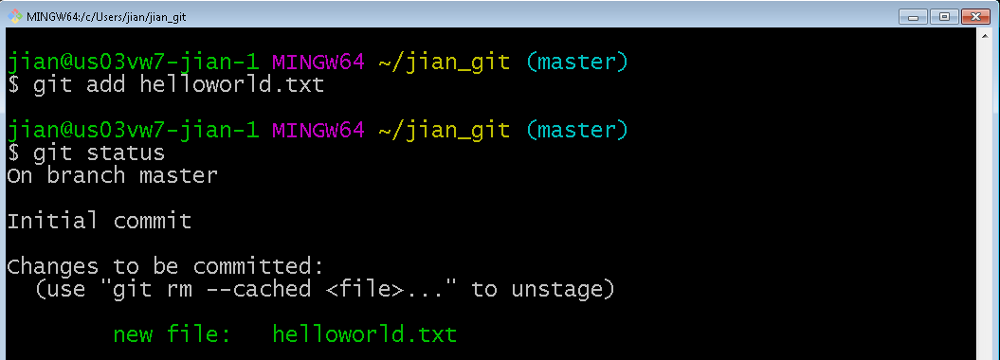 MINGW64:/c/Users/jian/jian_git
jian@us03vw7-jian-1 MINGW64 ~/jian_git (master)
$ git add helloworld.txt
jian@us03vw7-jian-1 MINGW64 ~/jian_git (master)
$ git status
On branch master
Initial commit
Changes to be committed:
  (use "git rm --cached <file>..." to unstage)
        new file:   helloworld.txt